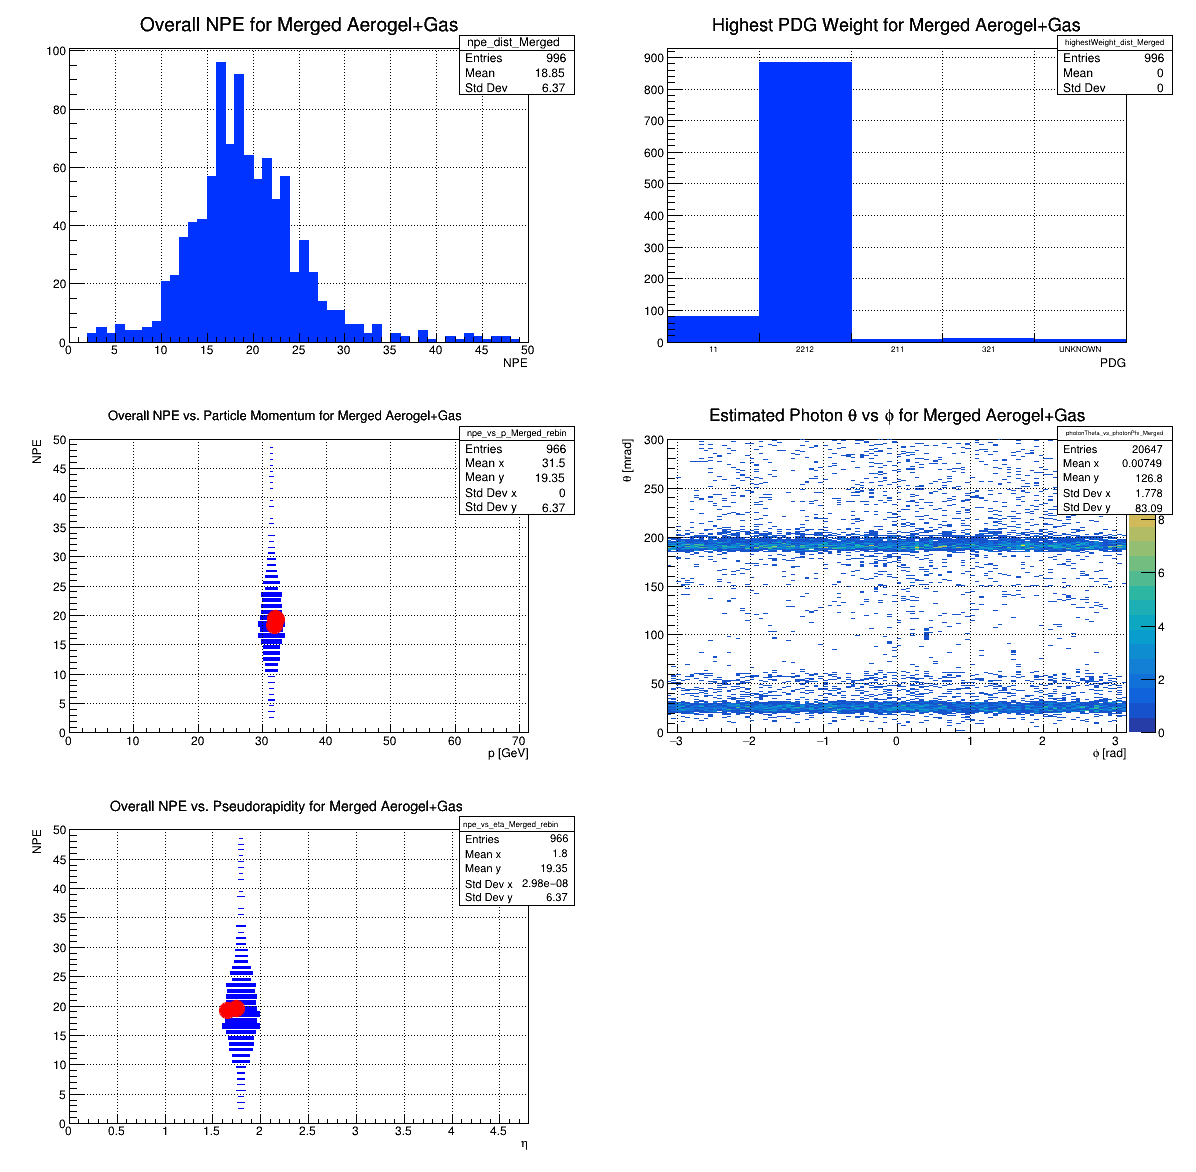 Overall NPE for Merged Aerogel+Gas
npe_dist_Merged
Entries 996
Mean 18.85
Std Dev 6.37
100
80
60
40
20
0
0 5 10 15 20 25 30 35 40 45 50
NPE
Highest PDG Weight for Merged Aerogel+Gas
highestWeight_dist_Merged
Entries 996
Mean 0
Std Dev 0
900
800
700
600
500
400
300
200
100
0
11 2212 211 321 UNKNOWN
PDG
Overall NPE vs. Particle Momentum for Merged Aerogel+Gas
npe_vs_p_Merged_rebin
Entries 966
Mean x 31.5
Mean y 19.35
Std Dev x 0
Std Dev y 6.37
NPE
50
45
40
35
30
25
20
15
10
5
0
0 10 20 30 40 50 60 70
p [GeV]
Estimated Photon θ vs ϕ for Merged Aerogel+Gas
photonTheta_vs_photonPhi_Merged
Entries 20647
Mean x 0.00749
Mean y 126.8
Std Dev x 1.778
Std Dev y 83.09
θ [mrad]
300
250
200
150
100
50
0
−3 −2 −1 0 1 2 3
ϕ [rad]
8
6
4
2
0
Overall NPE vs. Pseudorapidity for Merged Aerogel+Gas
npe_vs_eta_Merged_rebin
Entries 966
Mean x 1.8
Mean y 19.35
Std Dev x 2.98e−08
Std Dev y 6.37
NPE
50
45
40
35
30
25
20
15
10
5
0
0 0.5 1 1.5 2 2.5 3 3.5 4 4.5
η